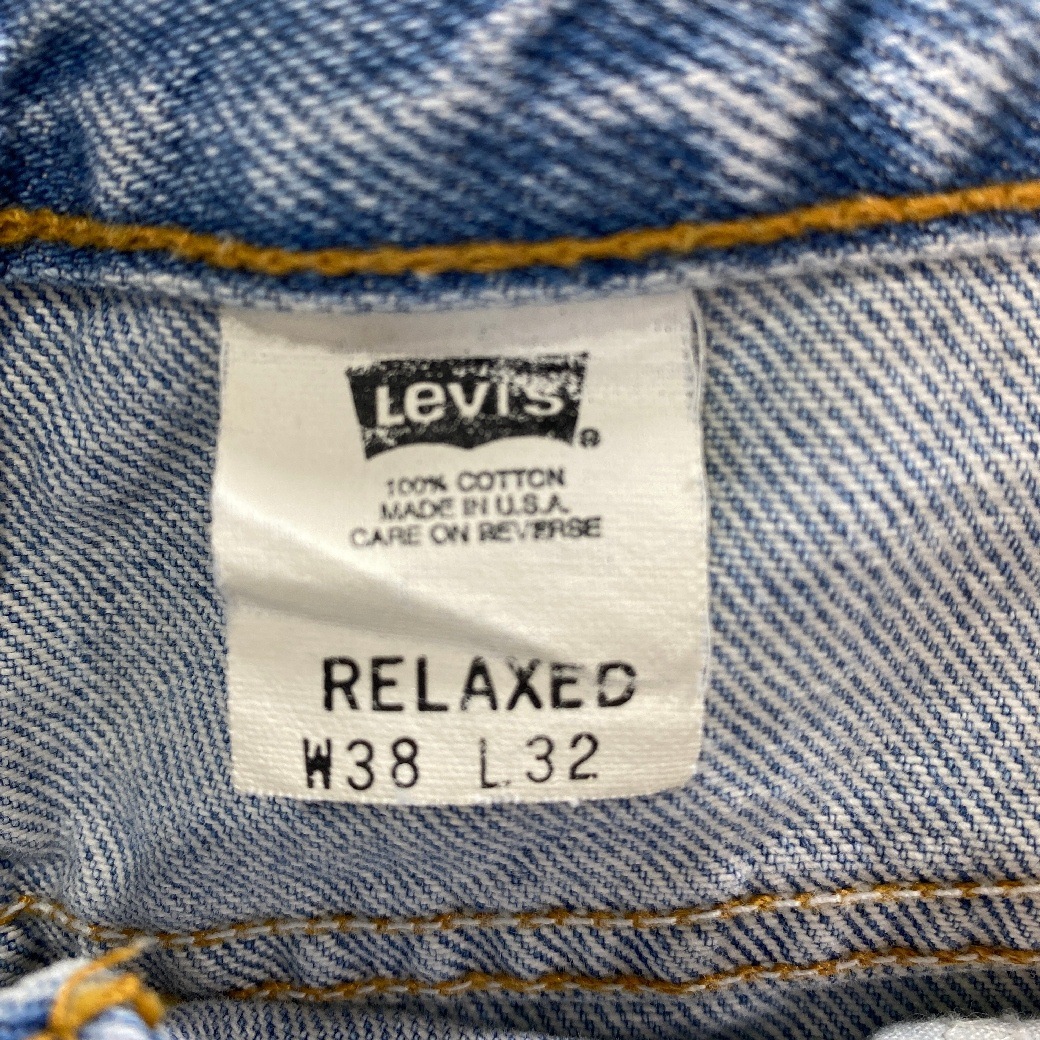 Levi's®
100% COTTON
MADE IN U.S.A.
CARE ON REVERSE
RELAXED
W38 L32